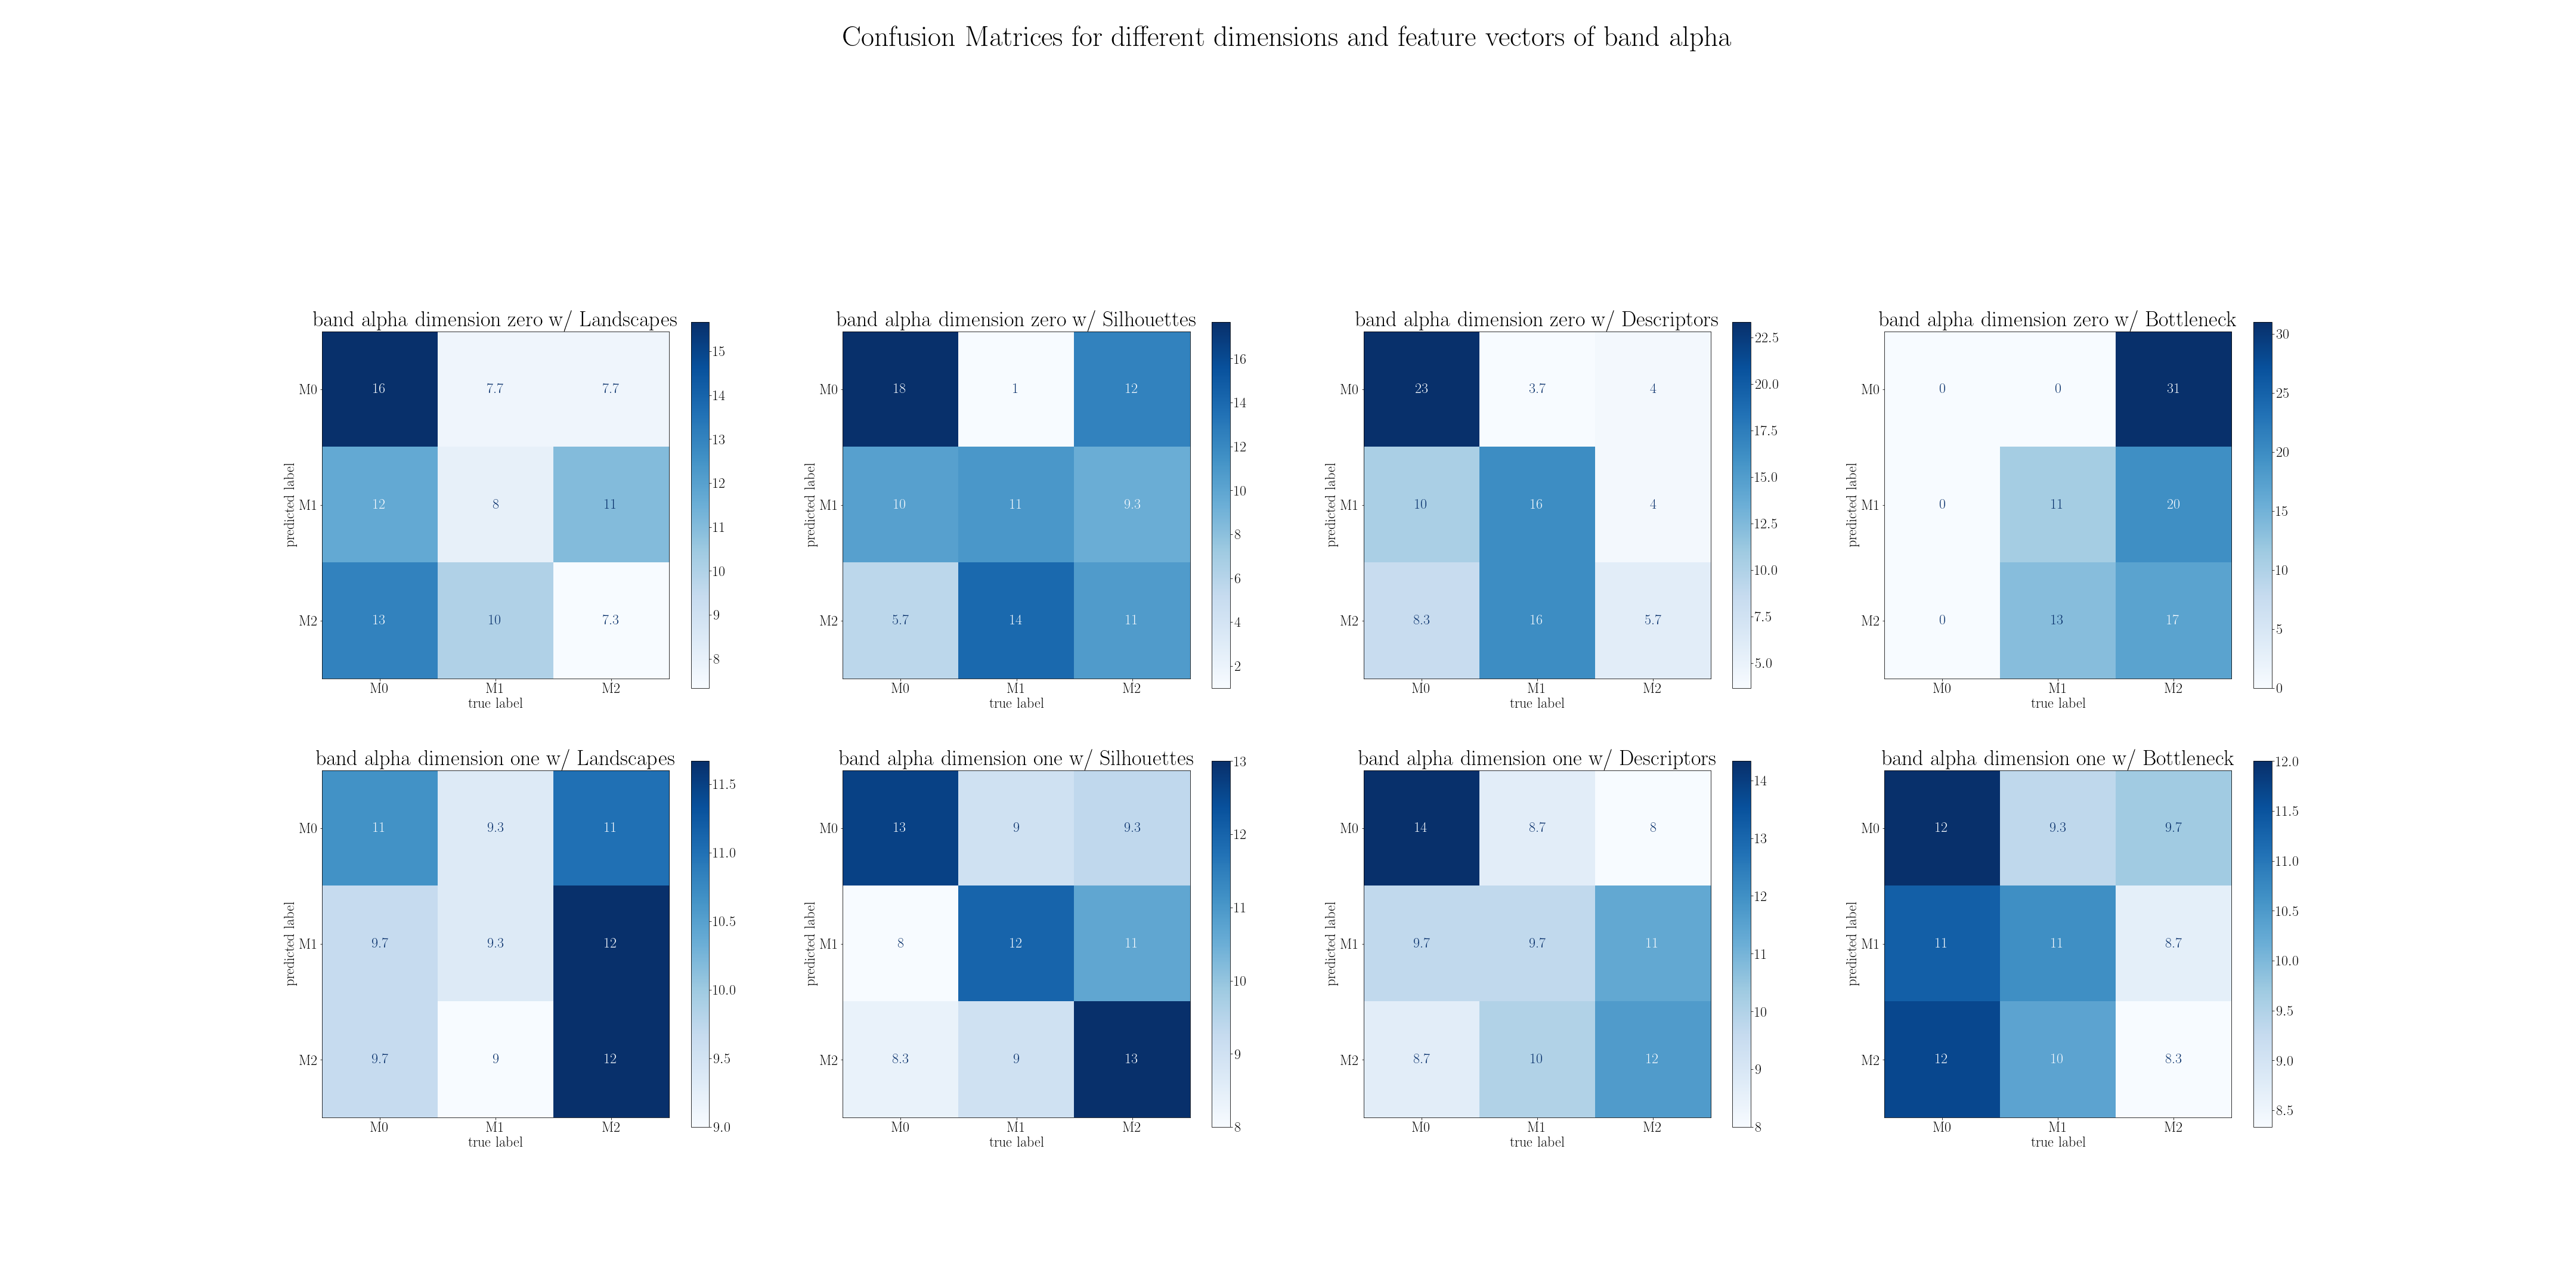 Confusion Matrices for different dimensions and feature vectors of band alpha
band alpha dimension zero w/ Landscapes
predicted label
M0 16 7.7 7.7
M1 12 8 11
M2 13 10 7.3
M0 M1 M2
true label
15
14
13
12
11
10
9
8
band alpha dimension zero w/ Silhouettes
predicted label
M0 18 1 12
M1 10 11 9.3
M2 5.7 14 11
M0 M1 M2
true label
16
14
12
10
8
6
4
2
band alpha dimension zero w/ Descriptors
predicted label
M0 23 3.7 4
M1 10 16 4
M2 8.3 16 5.7
M0 M1 M2
true label
22.5
20.0
17.5
15.0
12.5
10.0
7.5
5.0
band alpha dimension zero w/ Bottleneck
predicted label
M0 0 0 31
M1 0 11 20
M2 0 13 17
M0 M1 M2
true label
30
25
20
15
10
5
0
band alpha dimension one w/ Landscapes
predicted label
M0 11 9.3 11
M1 9.7 9.3 12
M2 9.7 9 12
M0 M1 M2
true label
11.5
11.0
10.5
10.0
9.5
9.0
band alpha dimension one w/ Silhouettes
predicted label
M0 13 9 9.3
M1 8 12 11
M2 8.3 9 13
M0 M1 M2
true label
13
12
11
10
9
8
band alpha dimension one w/ Descriptors
predicted label
M0 14 8.7 8
M1 9.7 9.7 11
M2 8.7 10 12
M0 M1 M2
true label
14
13
12
11
10
9
8
band alpha dimension one w/ Bottleneck
predicted label
M0 12 9.3 9.7
M1 11 11 8.7
M2 12 10 8.3
M0 M1 M2
true label
12.0
11.5
11.0
10.5
10.0
9.5
9.0
8.5